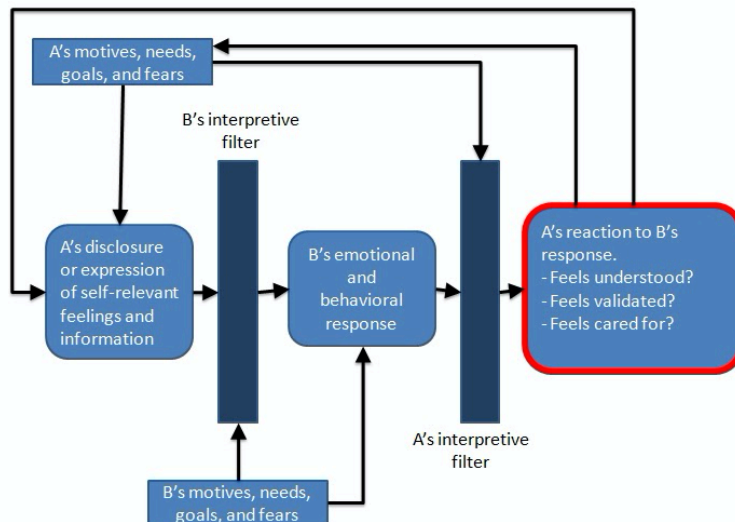 A's motives, needs,
goals, and fears
B's interpretive
filter
A's disclosure
or expression
of self-relevant
feelings and
information
B's emotional
and
behavioral
response
A's reaction to B's
response.
- Feels understood?
- Feels validated?
- Feels cared for?
A's interpretive
filter
B's motives, needs,
goals, and fears